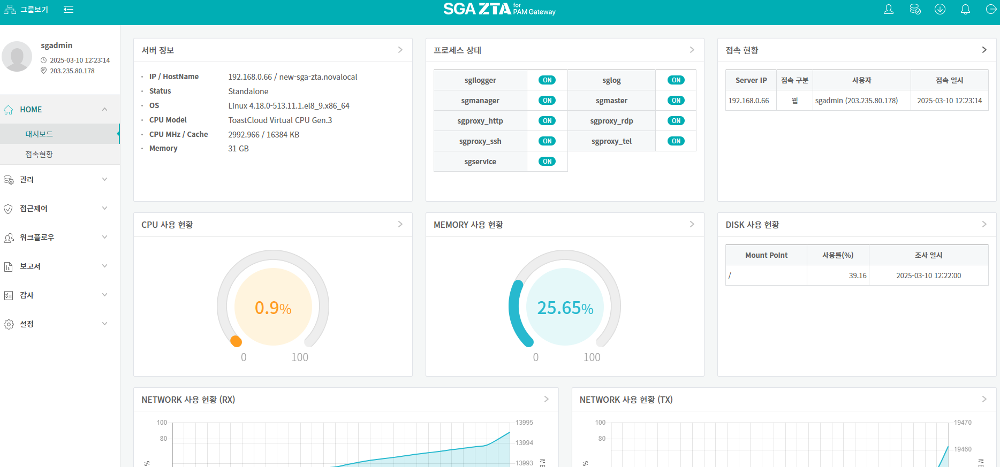 그룹보기
SGA ZTA for PAM Gateway
sgadmin
2025-03-10 12:23:14
203.235.80.178
HOME
대시보드
접속현황
관리
접근제어
워크플로우
보고서
감사
설정
서버 정보
IP / HostName 192.168.0.66 / new-sga-zta.novalocal
Status Standalone
OS Linux 4.18.0-513.11.1.el8_9.x86_64
CPU Model ToastCloud Virtual CPU Gen.3
CPU MHz / Cache 2992.966 / 16384 KB
Memory 31 GB
프로세스 상태
sgilogger ON sglog ON
sgmanager ON sgmaster ON
sgproxy_http ON sgproxy_rdp ON
sgproxy_ssh ON sgproxy_tel ON
sgservice ON
접속 현황
Server IP 접속 구분 사용자 접속 일시
192.168.0.66 웹 sgadmin (203.235.80.178) 2025-03-10 12:23:14
CPU 사용 현황
0.9%
0 100
MEMORY 사용 현황
25.65%
0 100
DISK 사용 현황
Mount Point 사용률(%) 조사 일시
/ 39.16 2025-03-10 12:22:00
NETWORK 사용 현황 (RX)
100 13995
80
13994
% 13993
NETWORK 사용 현황 (TX)
100 19470
80
19460
%